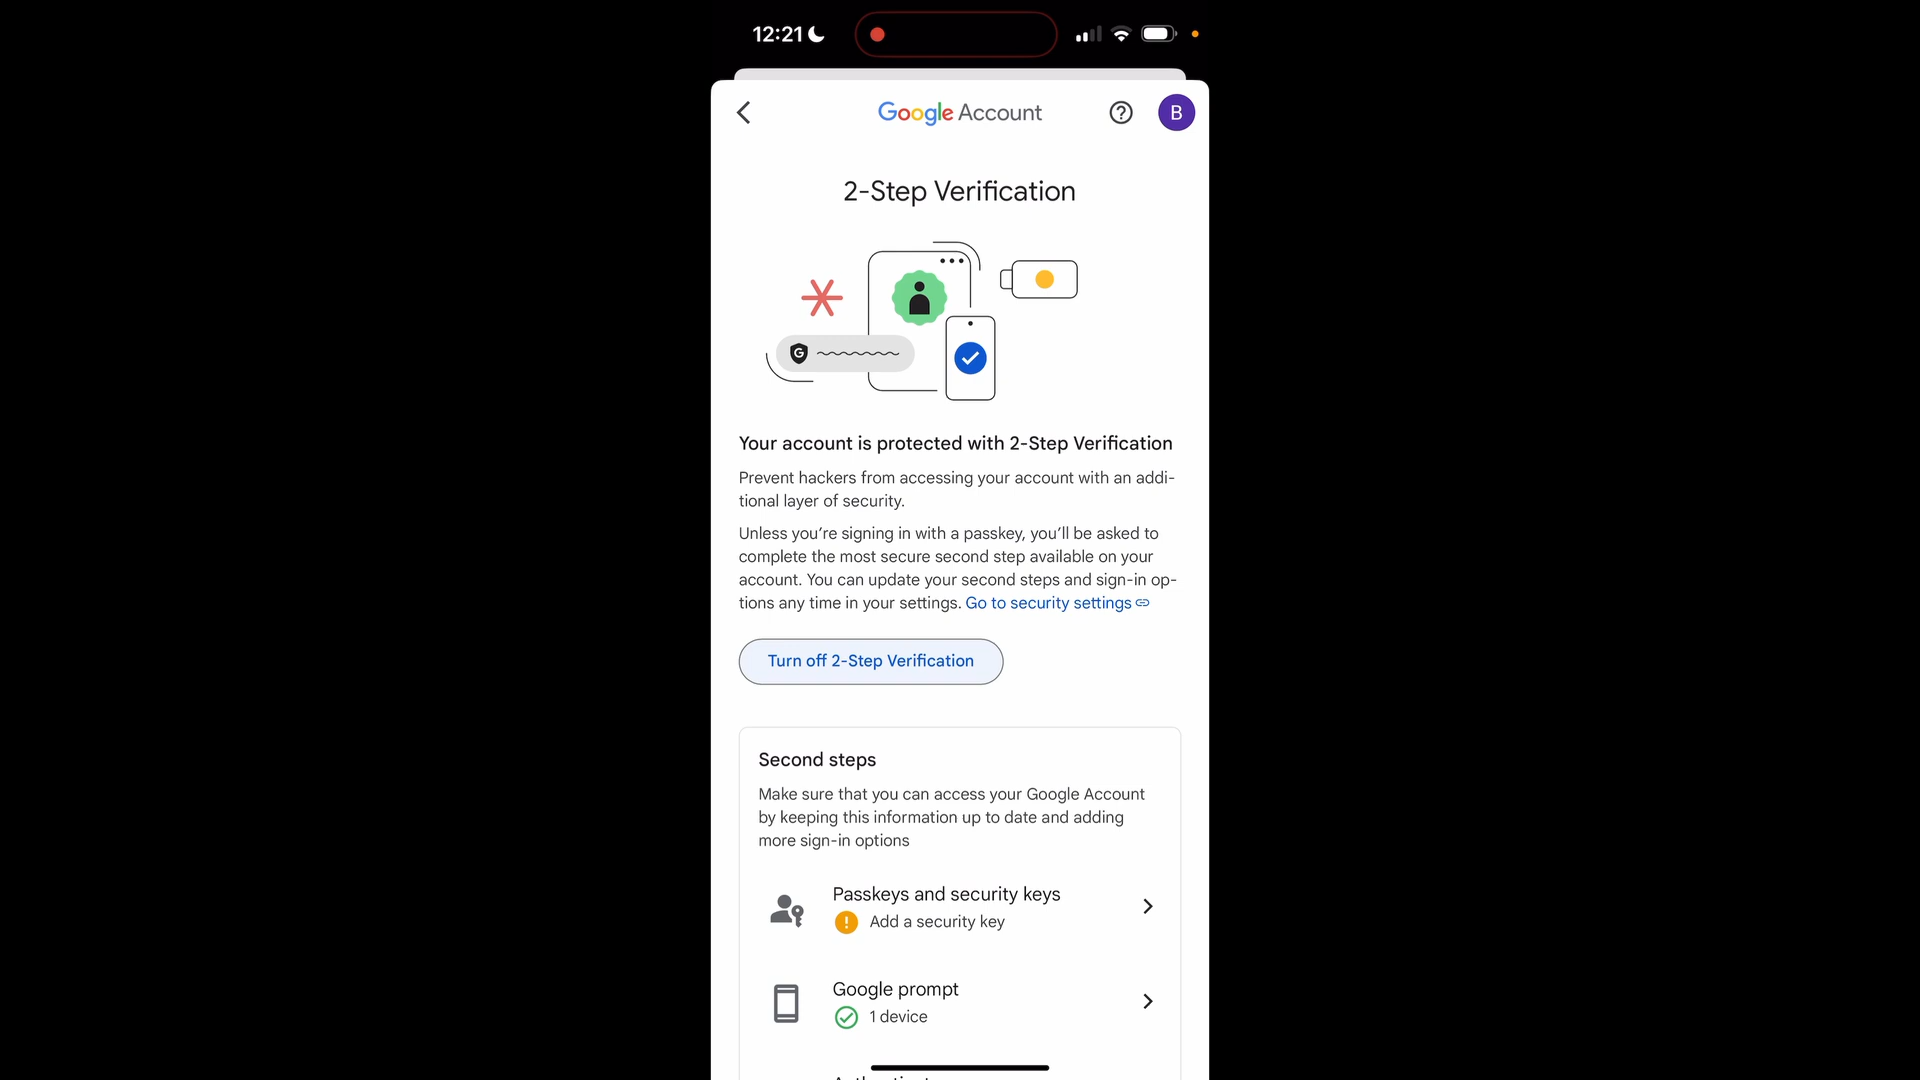 12:21
Google Account
B
2-Step Verification
G
Your account is protected with 2-Step Verification
Prevent hackers from accessing your account with an addi-
tional layer of security.
Unless you’re signing in with a passkey, you’ll be asked to
complete the most secure second step available on your
account. You can update your second steps and sign-in op-
tions any time in your settings. Go to security settings
Turn off 2-Step Verification
Second steps
Make sure that you can access your Google Account
by keeping this information up to date and adding
more sign-in options
Passkeys and security keys
Add a security key
Google prompt
1 device